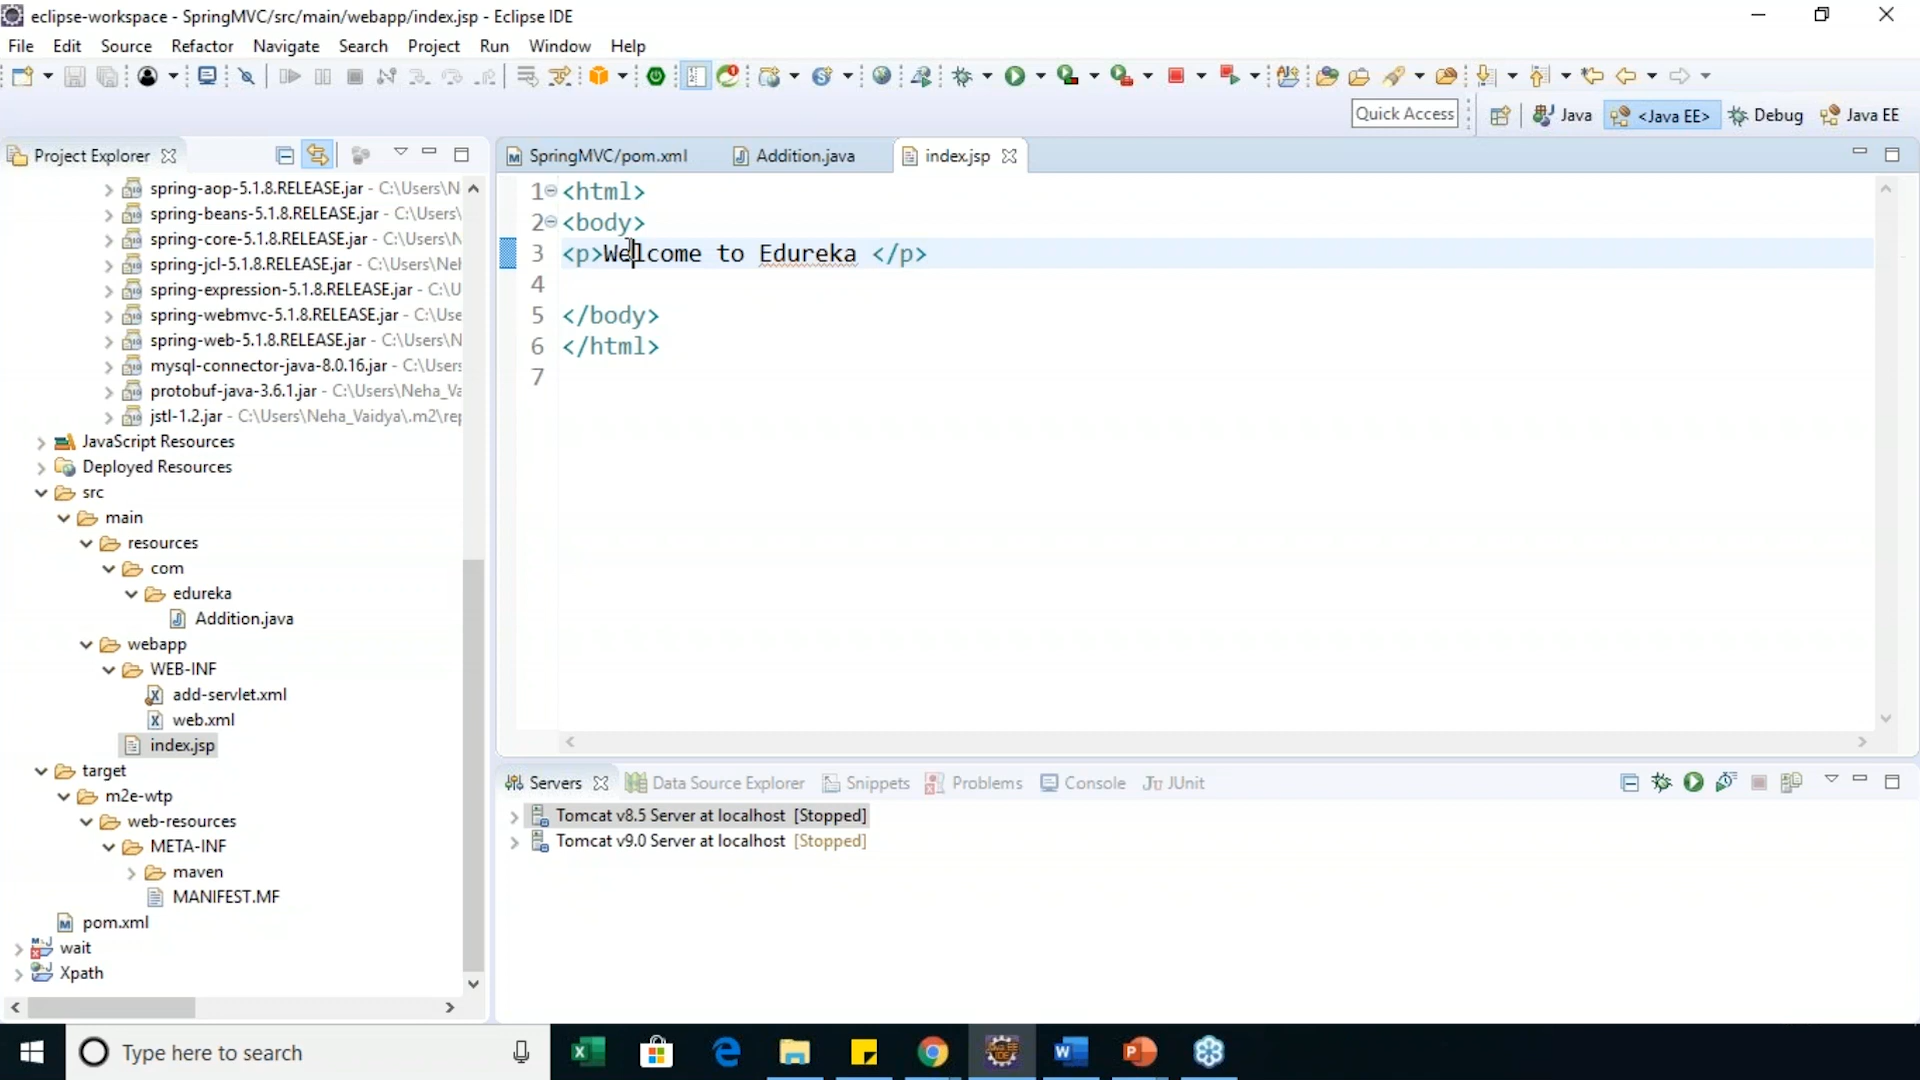 eclipse-workspace - SpringMVC/src/main/webapp/index.jsp - Eclipse IDE
File Edit Source Refactor Navigate Search Project Run Window Help
Quick Access Java <Java EE> Debug Java EE
Project Explorer
spring-aop-5.1.8.RELEASE.jar - C:\Users\N
spring-beans-5.1.8.RELEASE.jar - C:\Users\
spring-core-5.1.8.RELEASE.jar - C:\Users\N
spring-jcl-5.1.8.RELEASE.jar - C:\Users\Neh
spring-expression-5.1.8.RELEASE.jar - C:\U
spring-webmvc-5.1.8.RELEASE.jar - C:\Use
spring-web-5.1.8.RELEASE.jar - C:\Users\N
mysql-connector-java-8.0.16.jar - C:\Users
protobuf-java-3.6.1.jar - C:\Users\Neha_Va
jstl-1.2.jar - C:\Users\Neha_Vaidya\.m2\rep
JavaScript Resources
Deployed Resources
src
main
resources
com
edureka
Addition.java
webapp
WEB-INF
add-servlet.xml
web.xml
index.jsp
target
m2e-wtp
web-resources
META-INF
maven
MANIFEST.MF
pom.xml
wait
Xpath
SpringMVC/pom.xml Addition.java index.jsp
1 <html>
2 <body>
3 <p>Welcome to Edureka </p>
4
5 </body>
6 </html>
7
Servers Data Source Explorer Snippets Problems Console JUnit
Tomcat v8.5 Server at localhost [Stopped]
Tomcat v9.0 Server at localhost [Stopped]
Type here to search